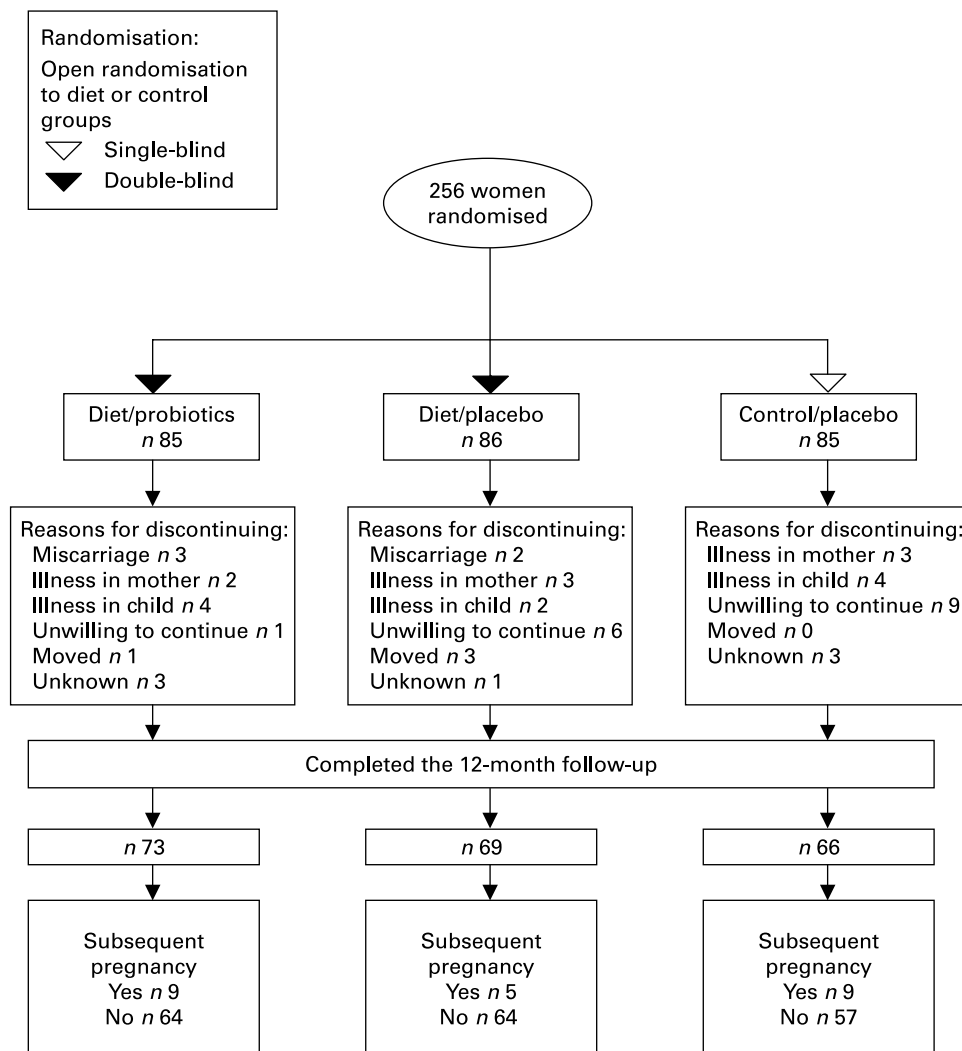 Randomisation:
Open randomisation
to diet or control
groups
Single-blind
Double-blind
256 women
randomised
Diet/probiotics
n 85
Diet/placebo
n 86
Control/placebo
n 85
Reasons for discontinuing:
Miscarriage n 3
Illness in mother n 2
Illness in child n 4
Unwilling to continue n 1
Moved n 1
Unknown n 3
Reasons for discontinuing:
Miscarriage n 2
Illness in mother n 3
Illness in child n 2
Unwilling to continue n 6
Moved n 3
Unknown n 1
Reasons for discontinuing:
Illness in mother n 3
Illness in child n 4
Unwilling to continue n 9
Moved n 0
Unknown n 3
Completed the 12-month follow-up
n 73
n 69
n 66
Subsequent
pregnancy
Yes n 9
No n 64
Subsequent
pregnancy
Yes n 5
No n 64
Subsequent
pregnancy
Yes n 9
No n 57